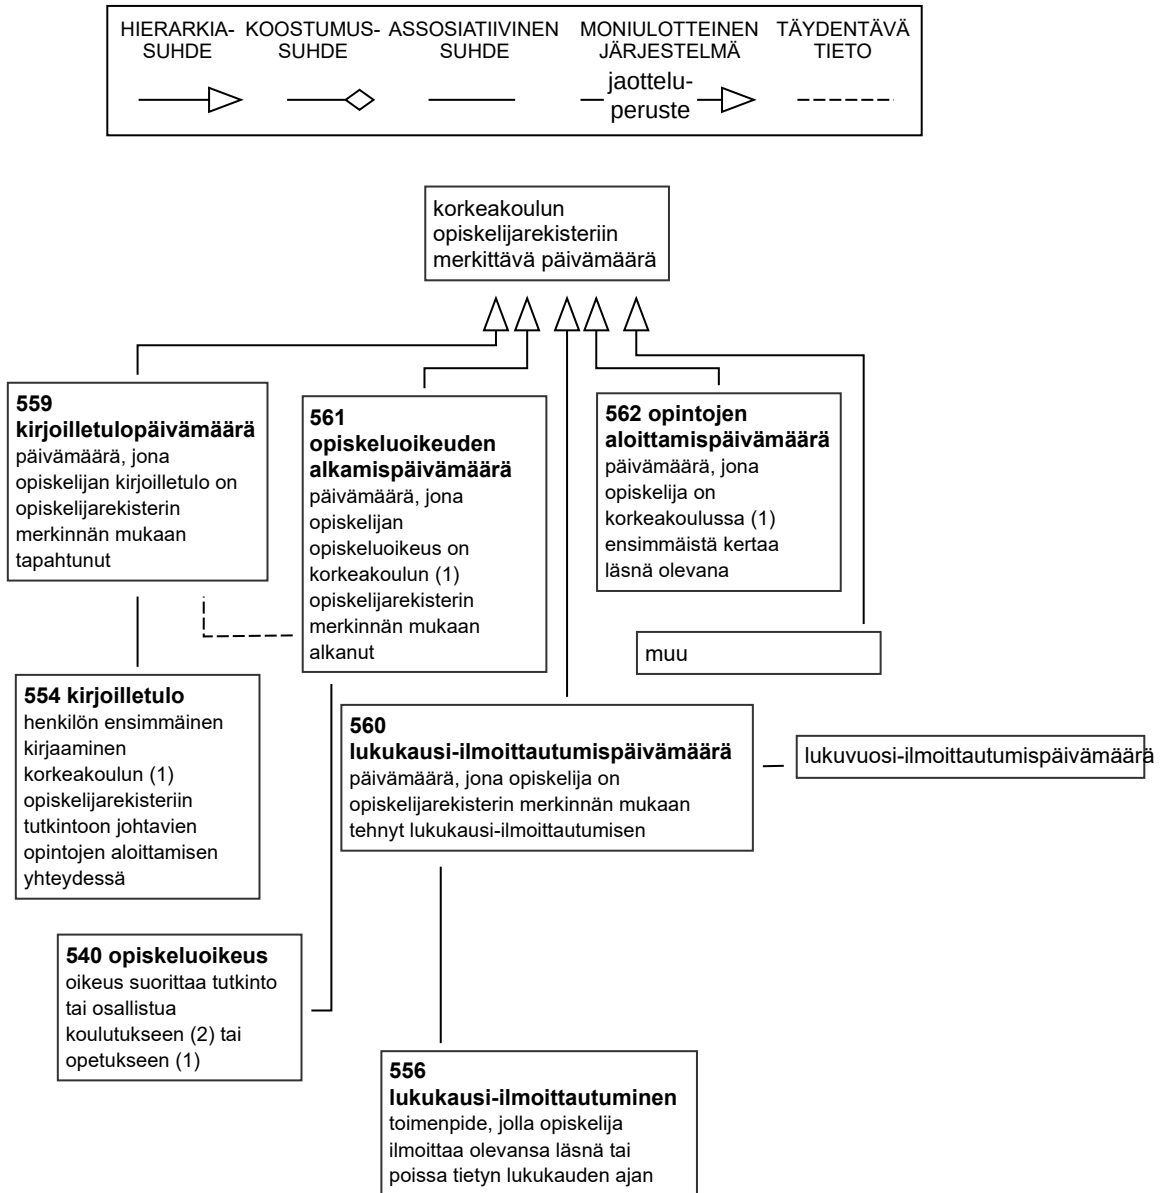 HIERARKIA-
SUHDE
KOOSTUMUS-
SUHDE
ASSOSIATIIVINEN
SUHDE
MONIULOTTEINEN
JÄRJESTELMÄ
TÄYDENTÄVÄ
TIETO
jaottelu-
peruste
korkeakoulun
opiskelijarekisteriin
merkittävä päivämäärä
559
kirjoilletulopäivämäärä
päivämäärä, jona
opiskelijan kirjoilletulo on
opiskelijarekisterin
merkinnän mukaan
tapahtunut
561
opiskeluoikeuden
alkamispäivämäärä
päivämäärä, jona
opiskelijan
opiskeluoikeus on
korkeakoulun (1)
opiskelijarekisterin
merkinnän mukaan
alkanut
562 opintojen
aloittamispäivämäärä
päivämäärä, jona
opiskelija on
korkeakoulussa (1)
ensimmäistä kertaa
läsnä olevana
muu
554 kirjoilletulo
henkilön ensimmäinen
kirjaaminen
korkeakoulun (1)
opiskelijarekisteriin
tutkintoon johtavien
opintojen aloittamisen
yhteydessä
560
lukukausi-ilmoittautumispäivämäärä
päivämäärä, jona opiskelija on
opiskelijarekisterin merkinnän mukaan
tehnyt lukukausi-ilmoittautumisen
lukuvuosi-ilmoittautumispäivämäärä
540 opiskeluoikeus
oikeus suorittaa tutkinto
tai osallistua
koulutukseen (2) tai
opetukseen (1)
556
lukukausi-ilmoittautuminen
toimenpide, jolla opiskelija
ilmoittaa olevansa läsnä tai
poissa tietyn lukukauden ajan